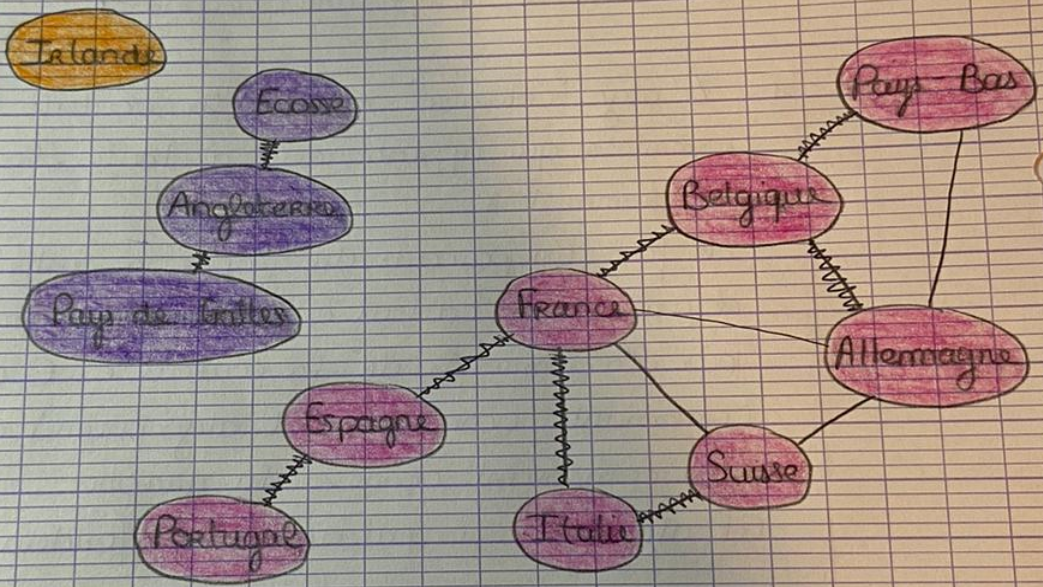 Irlande
Ecosse
Pays-Bas
Belgique
Angleterre
Pays de Galles
France
Allemagne
Espagne
Suisse
Portugal
Italie